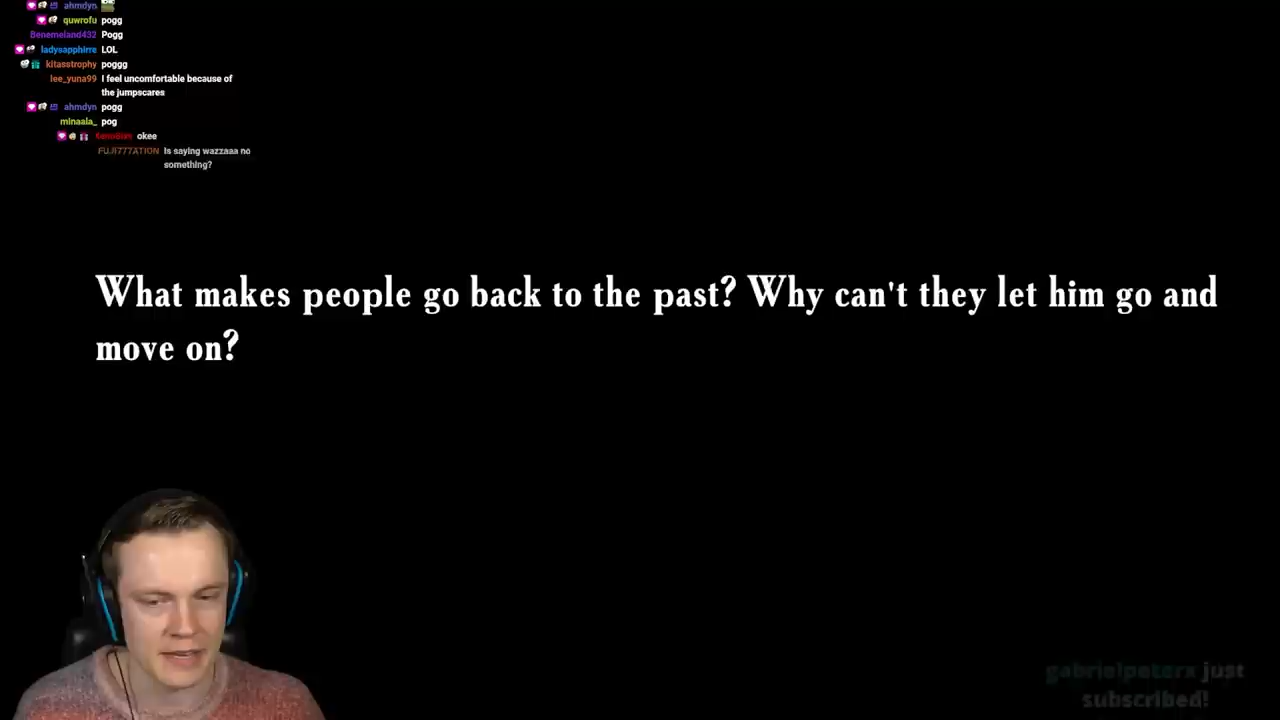 ahmdyn
quwrofu pogg
Benemeland432 Pogg
ladysapphirre LOL
kitasstrophy poggg
lee_yuna99 I feel uncomfortable because of
the jumpscares
ahmdyn pogg
minaala_ pog
okee
FUJI777ATION Is saying wazzaaa no
something?
What makes people go back to the past? Why can't they let him go and
move on?
gabrielpeterx just
subscribed!